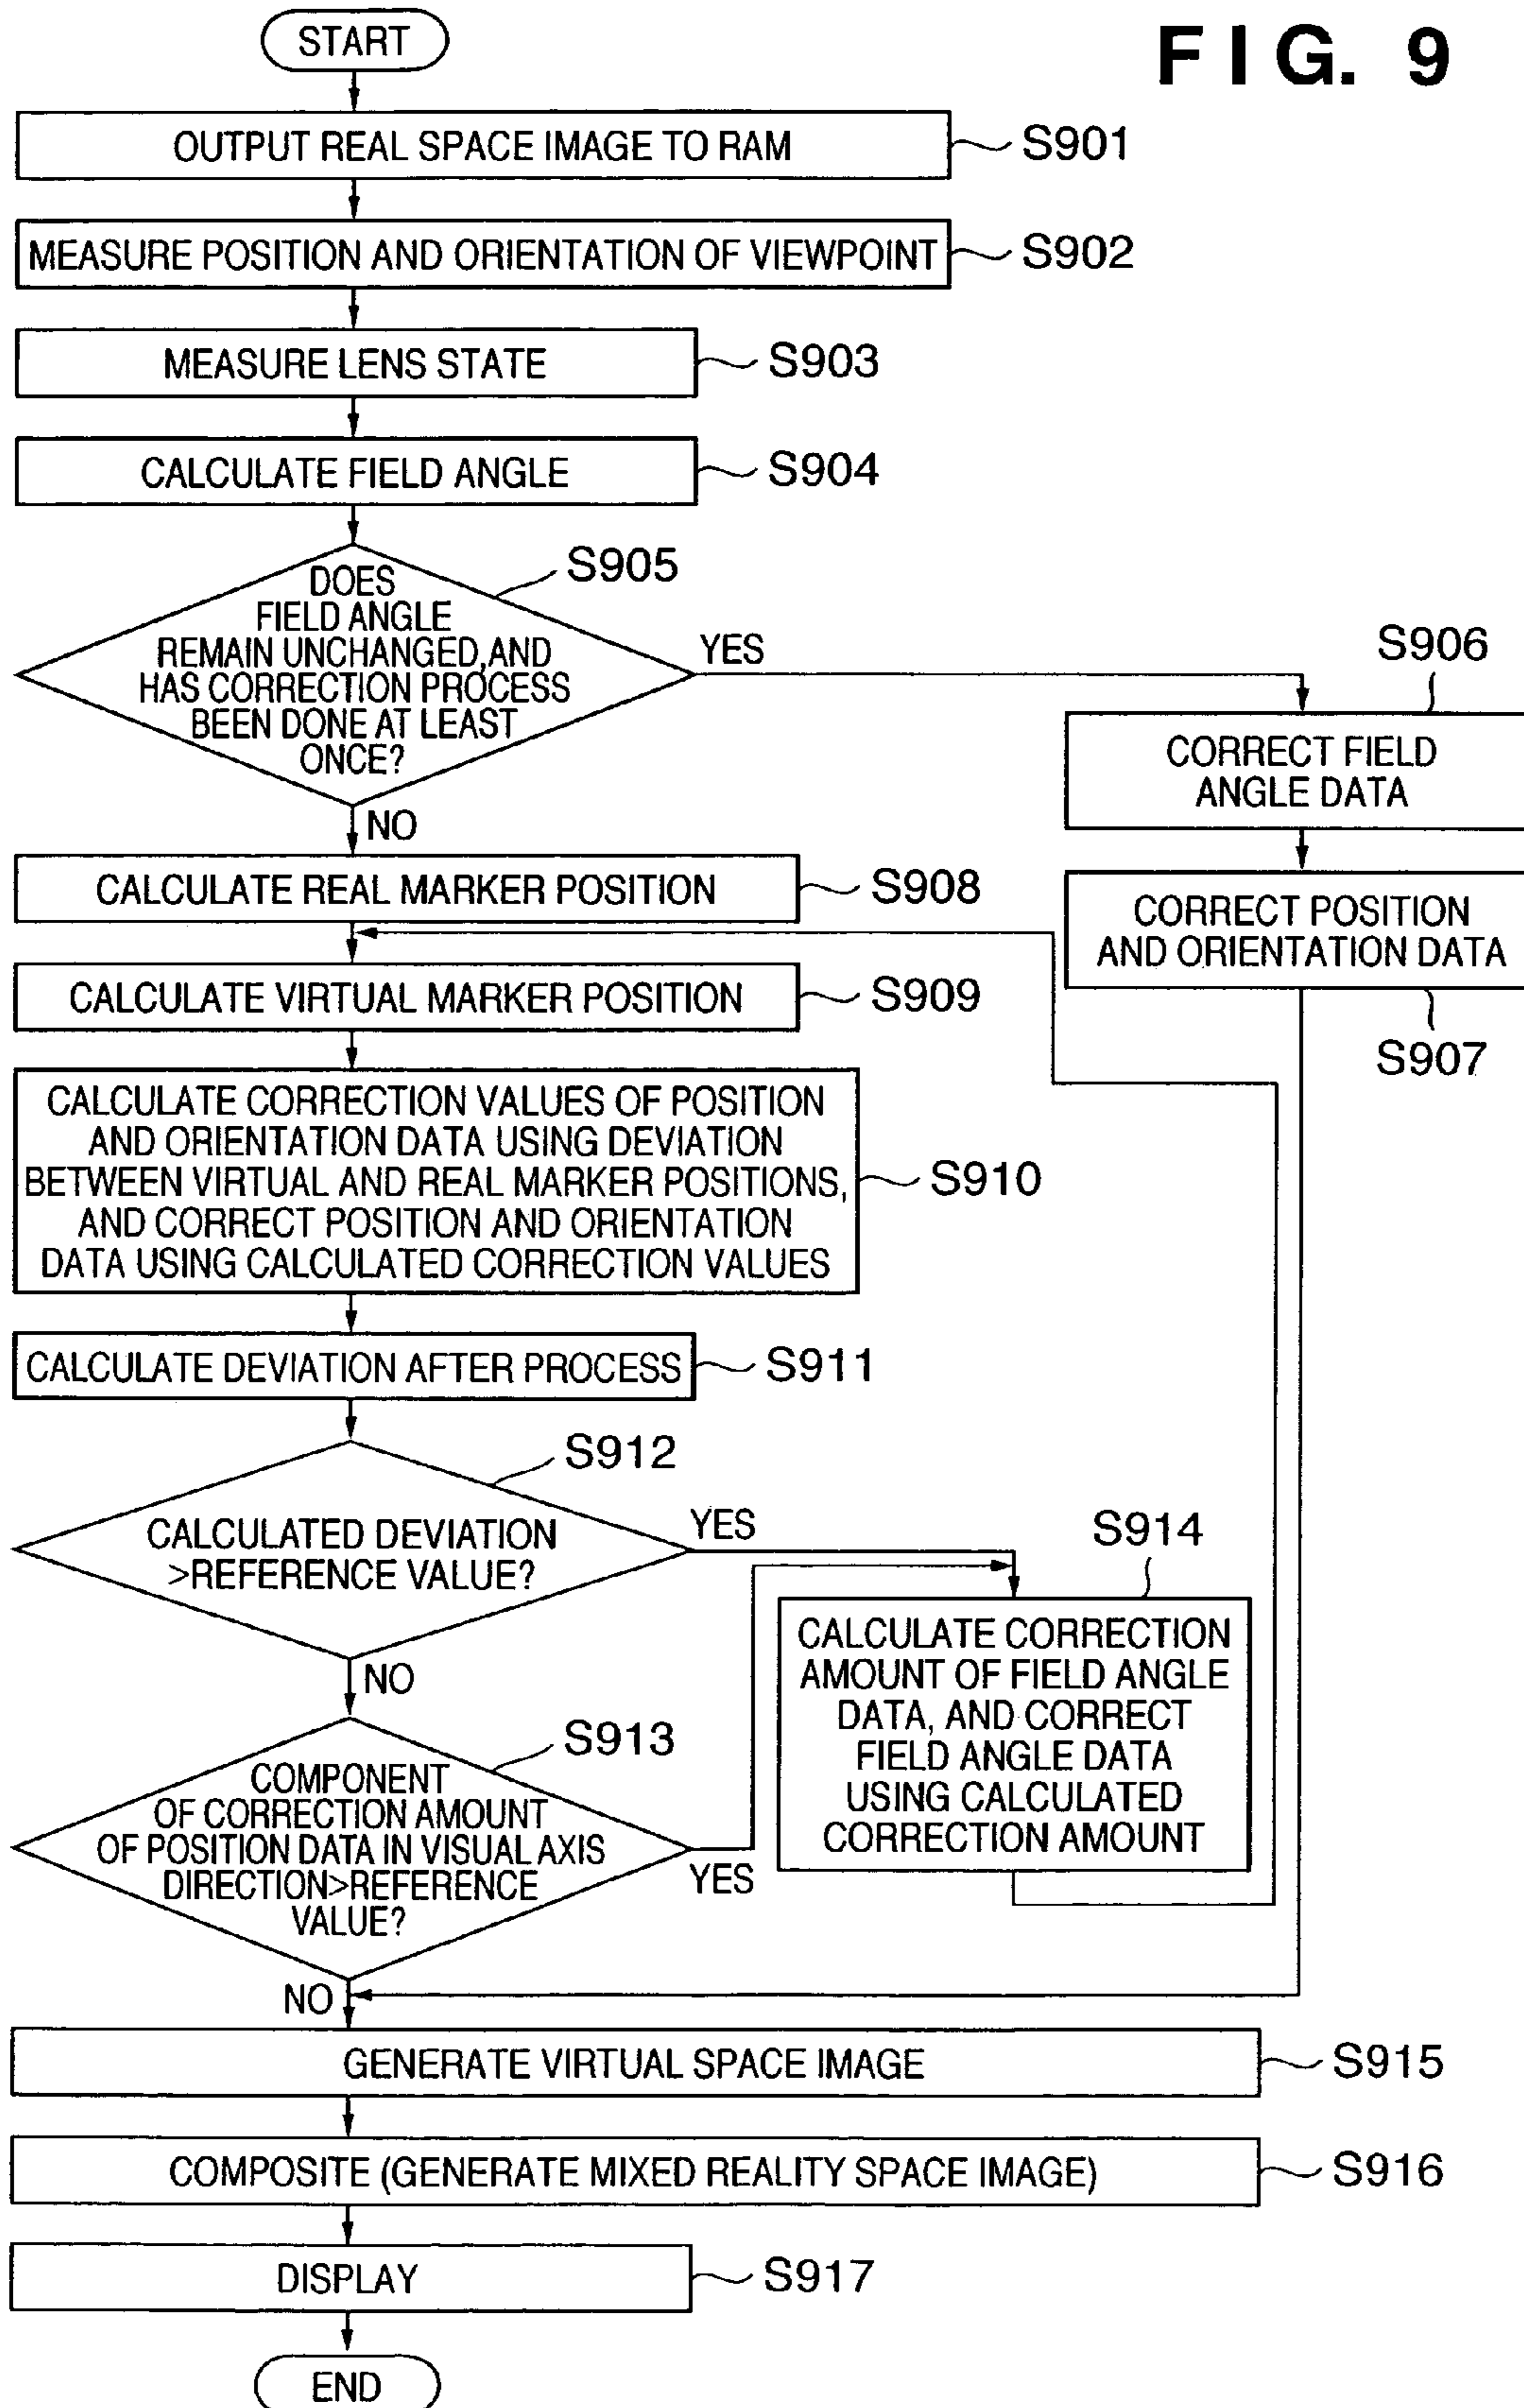 FIG. 9
START
OUTPUT REAL SPACE IMAGE TO RAM
S901
MEASURE POSITION AND ORIENTATION OF VIEWPOINT
S902
MEASURE LENS STATE
S903
CALCULATE FIELD ANGLE
S904
DOES
FIELD ANGLE
REMAIN UNCHANGED, AND
HAS CORRECTION PROCESS
BEEN DONE AT LEAST
ONCE?
S905
YES
NO
S906
CORRECT FIELD
ANGLE DATA
CORRECT POSITION
AND ORIENTATION DATA
S907
CALCULATE REAL MARKER POSITION
S908
CALCULATE VIRTUAL MARKER POSITION
S909
CALCULATE CORRECTION VALUES OF POSITION
AND ORIENTATION DATA USING DEVIATION
BETWEEN VIRTUAL AND REAL MARKER POSITIONS,
AND CORRECT POSITION AND ORIENTATION
DATA USING CALCULATED CORRECTION VALUES
S910
CALCULATE DEVIATION AFTER PROCESS
S911
CALCULATED DEVIATION
>REFERENCE VALUE?
S912
YES
NO
COMPONENT
OF CORRECTION AMOUNT
OF POSITION DATA IN VISUAL AXIS
DIRECTION>REFERENCE
VALUE?
S913
YES
NO
S914
CALCULATE CORRECTION
AMOUNT OF FIELD ANGLE
DATA, AND CORRECT
FIELD ANGLE DATA
USING CALCULATED
CORRECTION AMOUNT
GENERATE VIRTUAL SPACE IMAGE
S915
COMPOSITE (GENERATE MIXED REALITY SPACE IMAGE)
S916
DISPLAY
S917
END